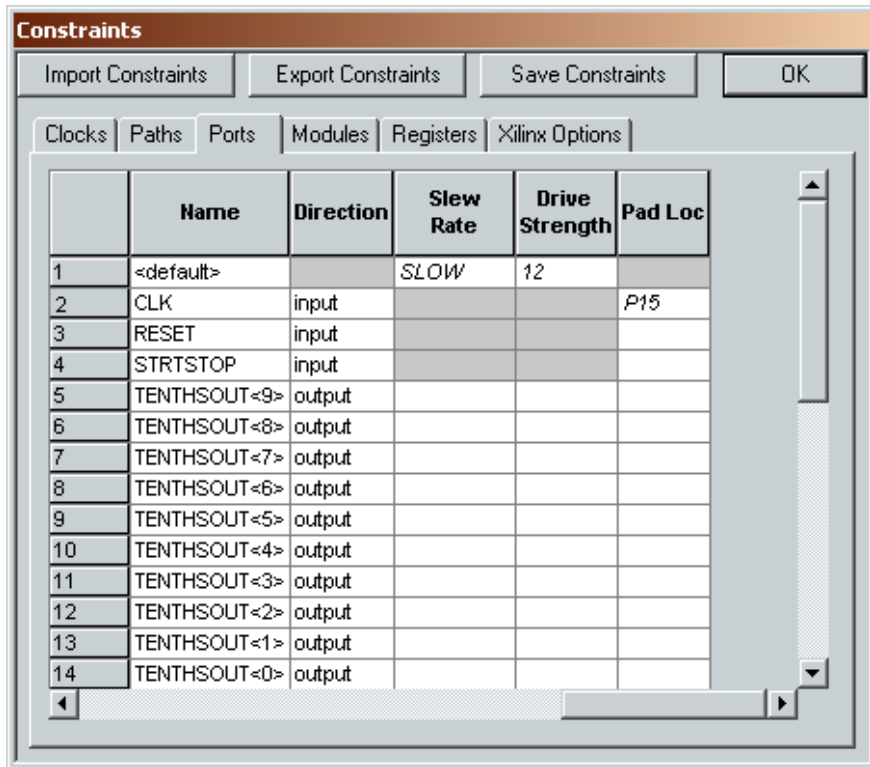 Constraints
Import Constraints Export Constraints Save Constraints OK
Clocks Paths Ports Modules Registers Xilinx Options
Name Direction Slew Rate Drive Strength Pad Loc
1 <default> SLOW 12
2 CLK input P15
3 RESET input
4 STRTSTOP input
5 TENTHSOUT<9> output
6 TENTHSOUT<8> output
7 TENTHSOUT<7> output
8 TENTHSOUT<6> output
9 TENTHSOUT<5> output
10 TENTHSOUT<4> output
11 TENTHSOUT<3> output
12 TENTHSOUT<2> output
13 TENTHSOUT<1> output
14 TENTHSOUT<0> output